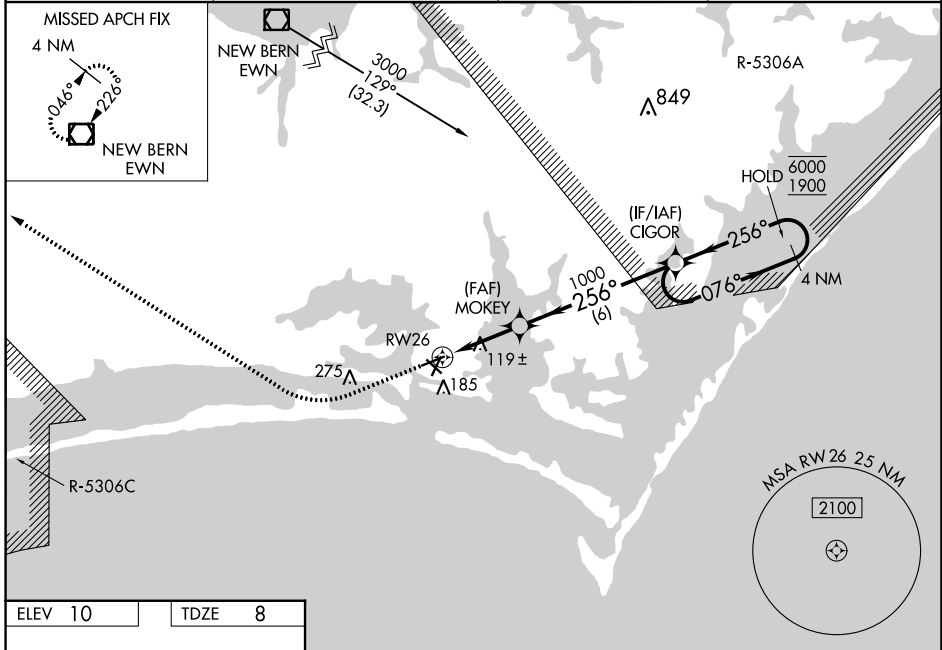 MISSED APCH FIX
4 NM
046°
226°
NEW BERN
EWN
NEW BERN
EWN
3000
129°
(32.3)
R-5306A
849
HOLD
6000
1900
(IF/IAF)
CIGOR
256°
076°
4 NM
1000
256°
(6)
(FAF)
MOKEY
RW26
119±
275
185
R-5306C
MSA RW26 25 NM
2100
ELEV 10
TDZE 8